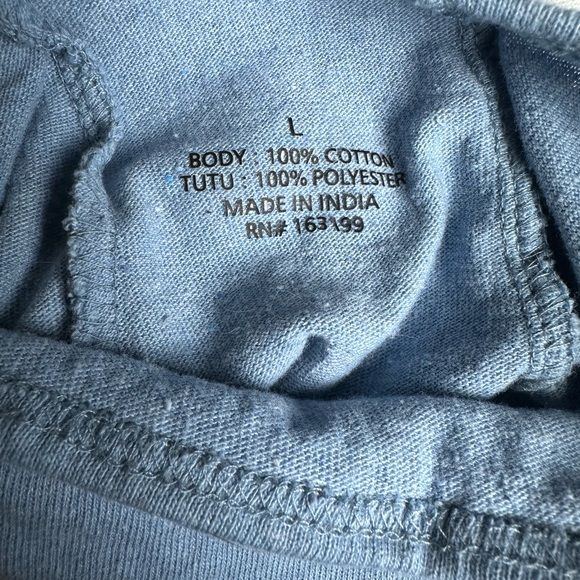 L
BODY : 100% COTTON
TUTU : 100% POLYESTER
MADE IN INDIA
RN# 163199